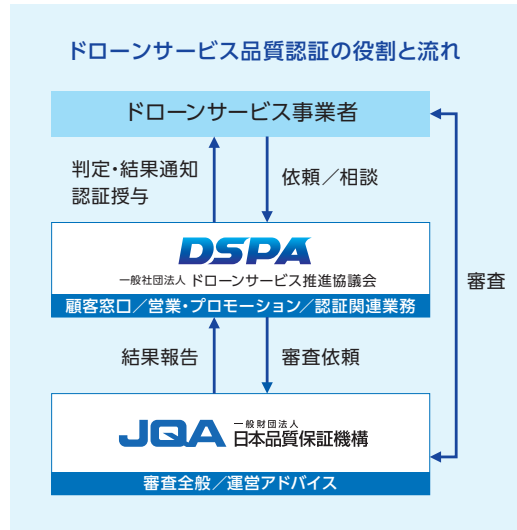 ドローンサービス品質認証の役割と流れ
ドローンサービス事業者
判定・結果通知
認証授与
依頼／相談
DSPA
一般社団法人 ドローンサービス推進協議会
顧客窓口／営業・プロモーション／認証関連業務
審査
結果報告
審査依頼
JQA 一般財団法人
日本品質保証機構
審査全般／運営アドバイス